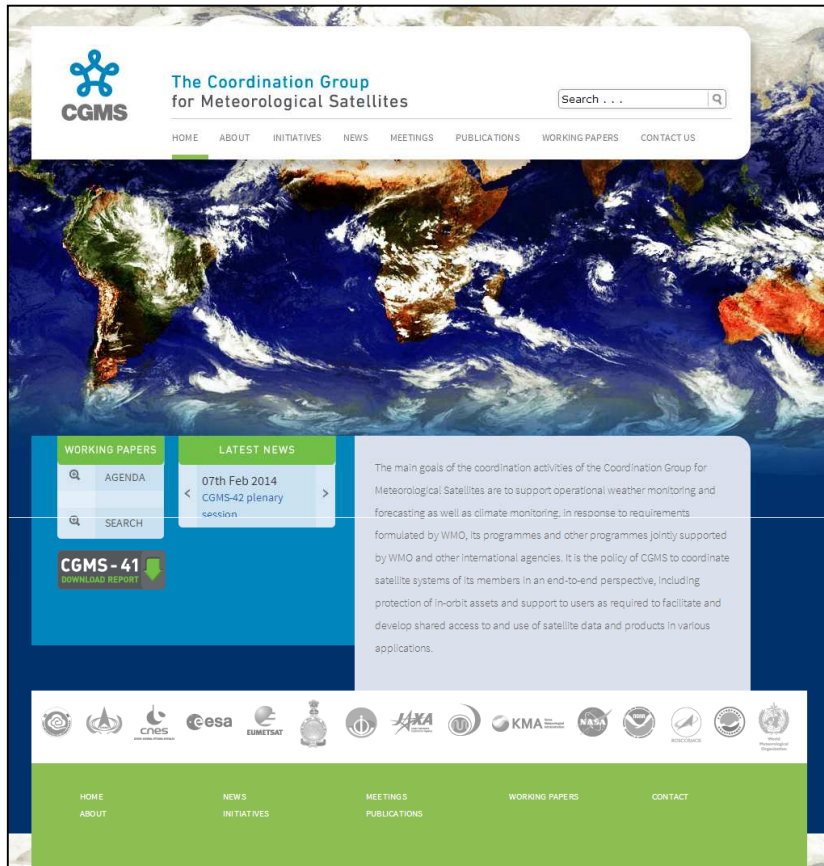 CGMS
The Coordination Group
for Meteorological Satellites
Search . . .
HOME ABOUT INITIATIVES NEWS MEETINGS PUBLICATIONS WORKING PAPERS CONTACT US
WORKING PAPERS
AGENDA
SEARCH
CGMS-41
DOWNLOAD REPORT
LATEST NEWS
07th Feb 2014
CGMS-42 plenary
session
The main goals of the coordination activities of the Coordination Group for
Meteorological Satellites are to support operational weather monitoring and
forecasting as well as climate monitoring, in response to requirements
formulated by WMO, its programmes and other programmes jointly supported
by WMO and other international agencies. It is the policy of CGMS to coordinate
satellite systems of its members in an end-to-end perspective, including
protection of in-orbit assets and support to users as required to facilitate and
develop shared access to and use of satellite data and products in various
applications.
cnes
esa
EUMETSAT
JAXA
KMA
NASA
ROSCOSMOS
World
Meteorological
Organization
HOME NEWS MEETINGS WORKING PAPERS CONTACT
ABOUT INITIATIVES PUBLICATIONS